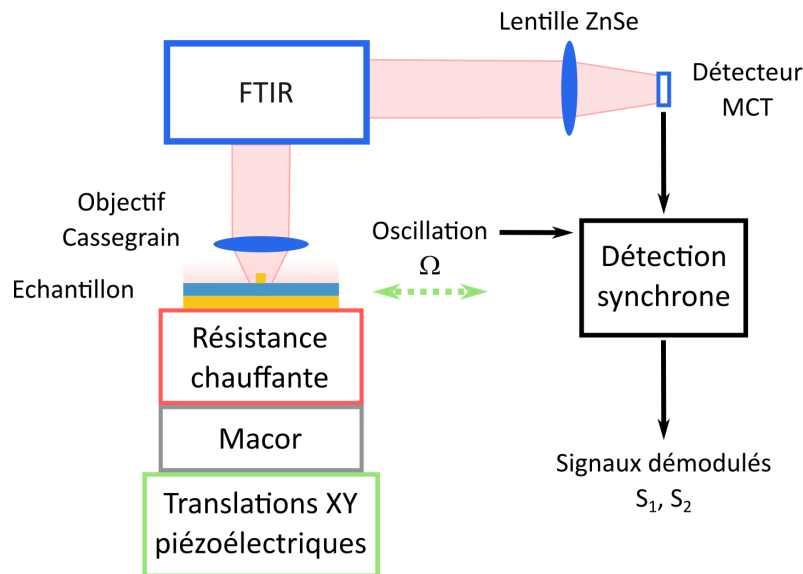 Lentille ZnSe
FTIR
Détecteur
MCT
Objectif
Cassegrain
Oscillation
Ω
Echantillon
Détection
synchrone
Résistance
chauffante
Macor
Signaux démodulés
S₁, S₂
Translations XY
piézoélectriques